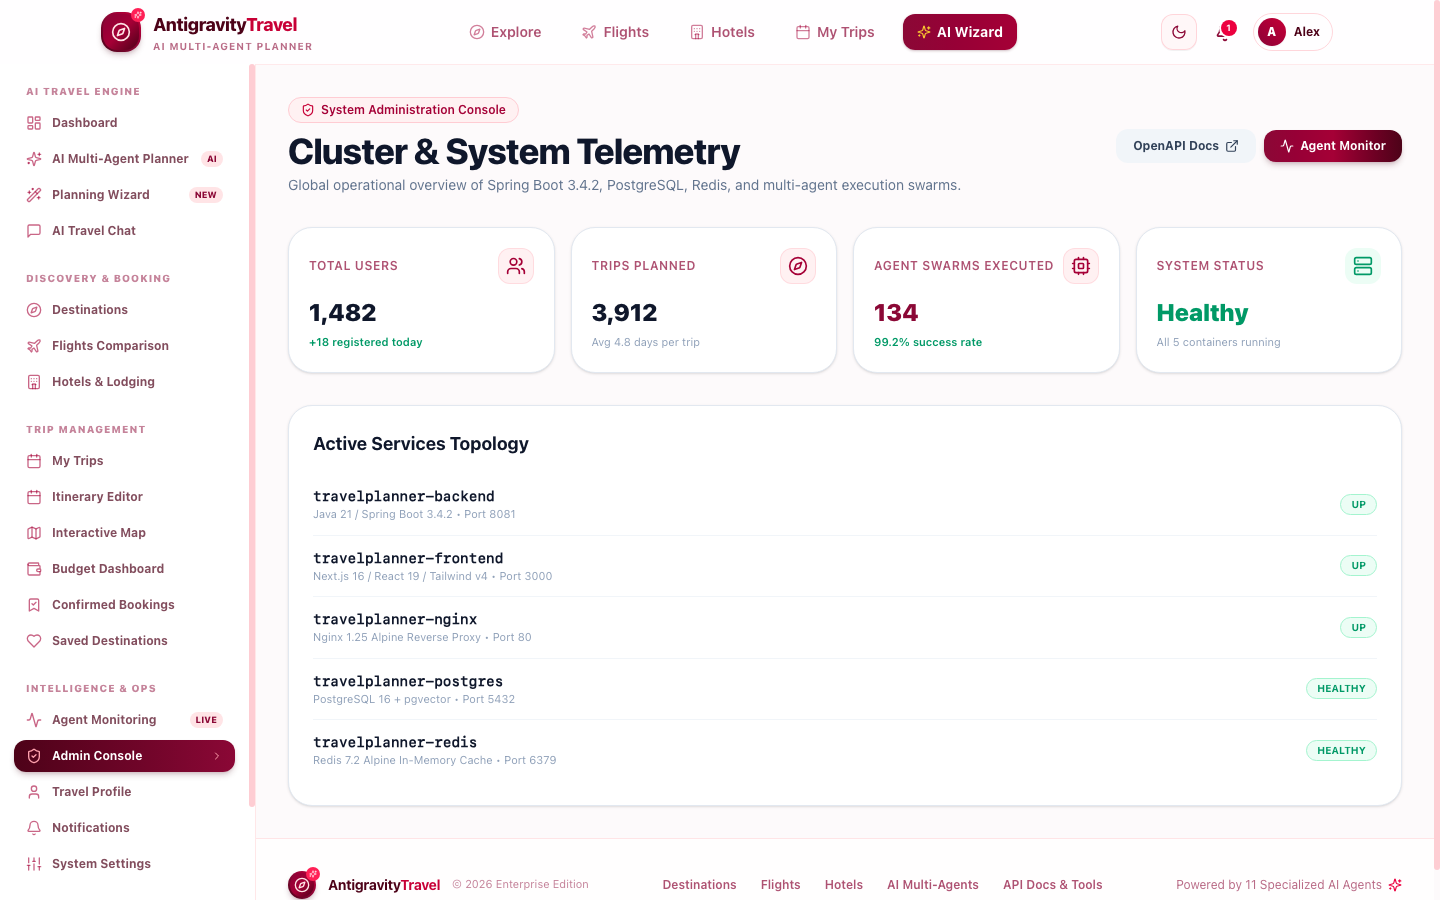 AntigravityTravel
AI MULTI-AGENT PLANNER
Explore
Flights
Hotels
My Trips
AI Wizard
1
A
Alex
AI TRAVEL ENGINE
Dashboard
AI Multi-Agent Planner AI
Planning Wizard NEW
AI Travel Chat
DISCOVERY & BOOKING
Destinations
Flights Comparison
Hotels & Lodging
TRIP MANAGEMENT
My Trips
Itinerary Editor
Interactive Map
Budget Dashboard
Confirmed Bookings
Saved Destinations
INTELLIGENCE & OPS
Agent Monitoring LIVE
Admin Console
Travel Profile
Notifications
System Settings
System Administration Console
Cluster & System Telemetry
Global operational overview of Spring Boot 3.4.2, PostgreSQL, Redis, and multi-agent execution swarms.
OpenAPI Docs
Agent Monitor
TOTAL USERS
1,482
+18 registered today
TRIPS PLANNED
3,912
Avg 4.8 days per trip
AGENT SWARMS EXECUTED
134
99.2% success rate
SYSTEM STATUS
Healthy
All 5 containers running
Active Services Topology
travelplanner-backend
Java 21 / Spring Boot 3.4.2 • Port 8081
UP
travelplanner-frontend
Next.js 16 / React 19 / Tailwind v4 • Port 3000
UP
travelplanner-nginx
Nginx 1.25 Alpine Reverse Proxy • Port 80
UP
travelplanner-postgres
PostgreSQL 16 + pgvector • Port 5432
HEALTHY
travelplanner-redis
Redis 7.2 Alpine In-Memory Cache • Port 6379
HEALTHY
AntigravityTravel © 2026 Enterprise Edition
Destinations
Flights
Hotels
AI Multi-Agents
API Docs & Tools
Powered by 11 Specialized AI Agents